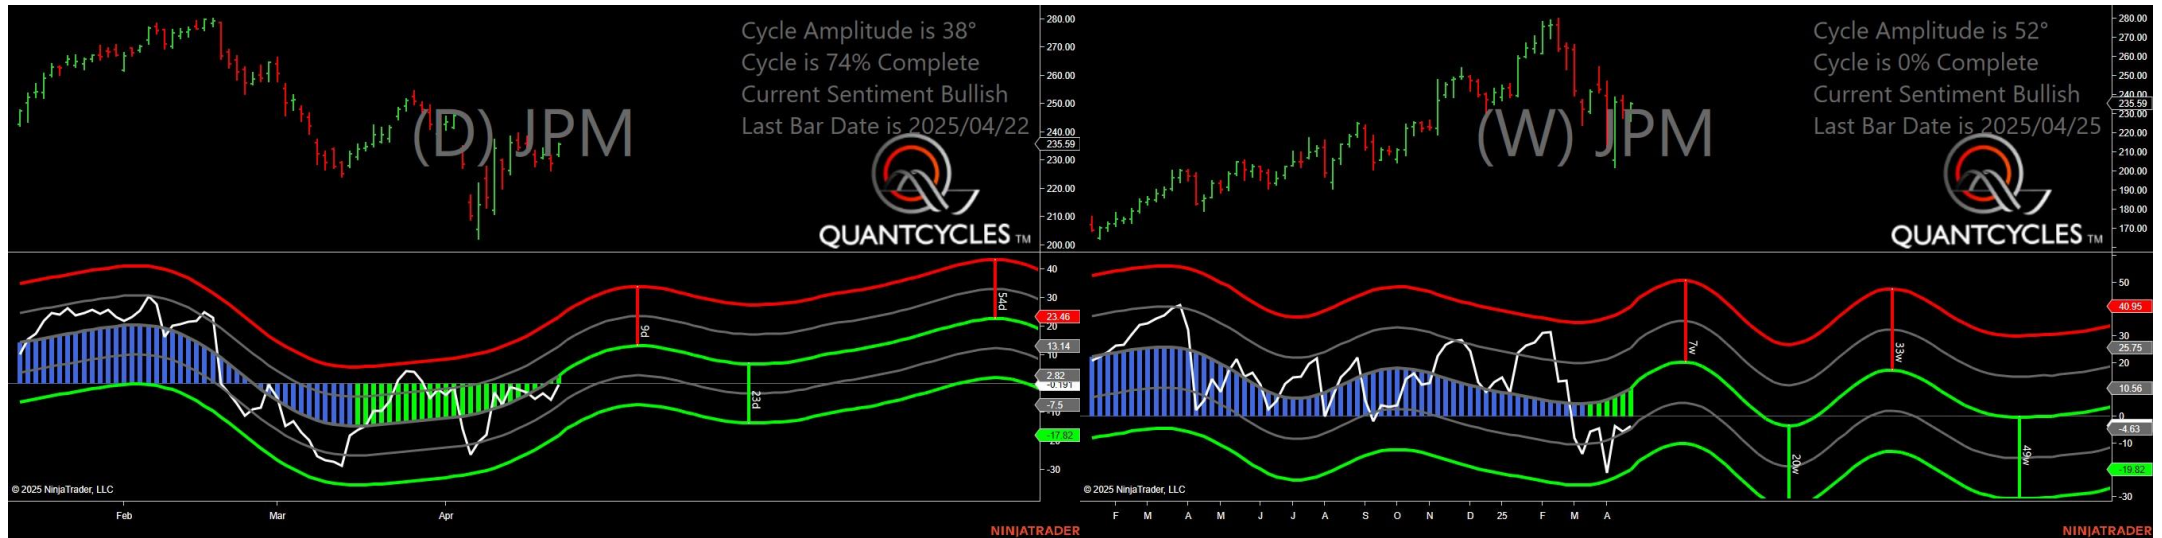 Cycle Amplitude is 38°
Cycle is 74% Complete
Current Sentiment Bullish
Last Bar Date is 2025/04/22
(D) JPM
QUANTCYCLES TM
280.00
270.00
260.00
250.00
240.00
235.59
230.00
220.00
210.00
200.00
40
30
23.46
20
13.14
10
2.82
-0.191
-7.5
-10
-17.82
-20
-30
9d
23d
54d
© 2025 NinjaTrader, LLC
Feb Mar Apr
NINJATRADER
Cycle Amplitude is 52°
Cycle is 0% Complete
Current Sentiment Bullish
Last Bar Date is 2025/04/25
(W) JPM
QUANTCYCLES TM
280.00
270.00
260.00
250.00
240.00
235.59
230.00
220.00
210.00
200.00
190.00
180.00
170.00
50
40.95
30
25.75
20
10.56
0
-4.63
-10
-19.82
-30
7w
20w
33w
49w
© 2025 NinjaTrader, LLC
F M A M J J A S O N D 25 F M A
NINJATRADER